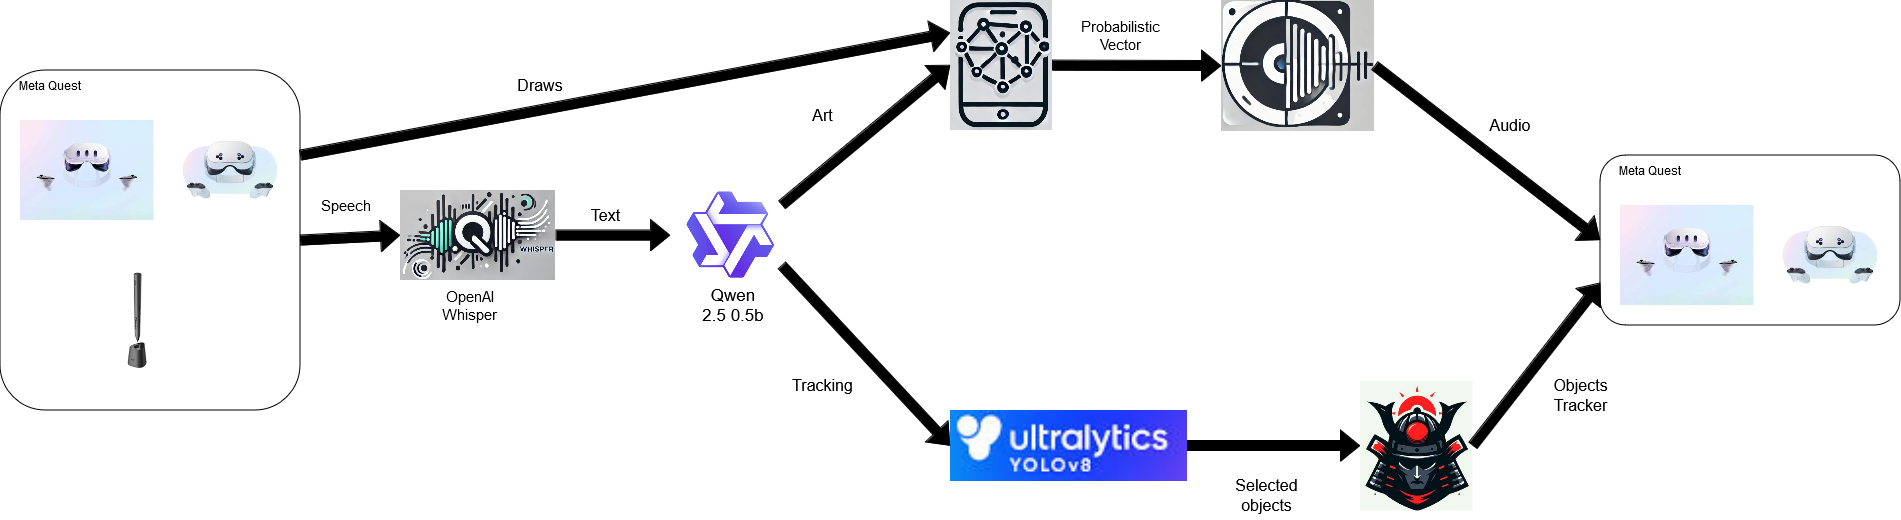 Meta Quest
Draws
Speech
WHISPER
OpenAI
Whisper
Text
Qwen
2.5 0.5b
Art
Tracking
Probabilistic
Vector
Audio
ultralytics
YOLOv8
Selected
objects
Objects
Tracker
Meta Quest